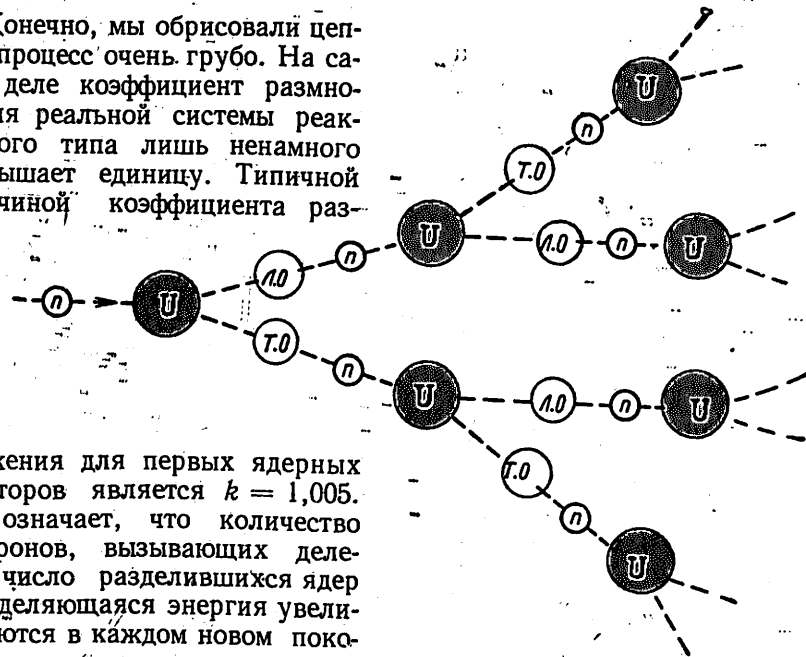 Конечно, мы обрисовали цеп-
процесс очень грубо. На са-
деле коэффициент размно-
ия реальной системы реак-
ого типа лишь ненамного
ышает единицу. Типичной
чиной коэффициента раз-
n
U
Л.О
n
U
Т.О
n
U
Л.О
n
U
Т.О
n
U
Л.О
n
U
Т.О
n
U
жения для первых ядерных
торов является k = 1,005.
означает, что количество
ронов, вызывающих деле-
число разделившихся ядер
деляющаяся энергия увели-
ются в каждом новом поко-